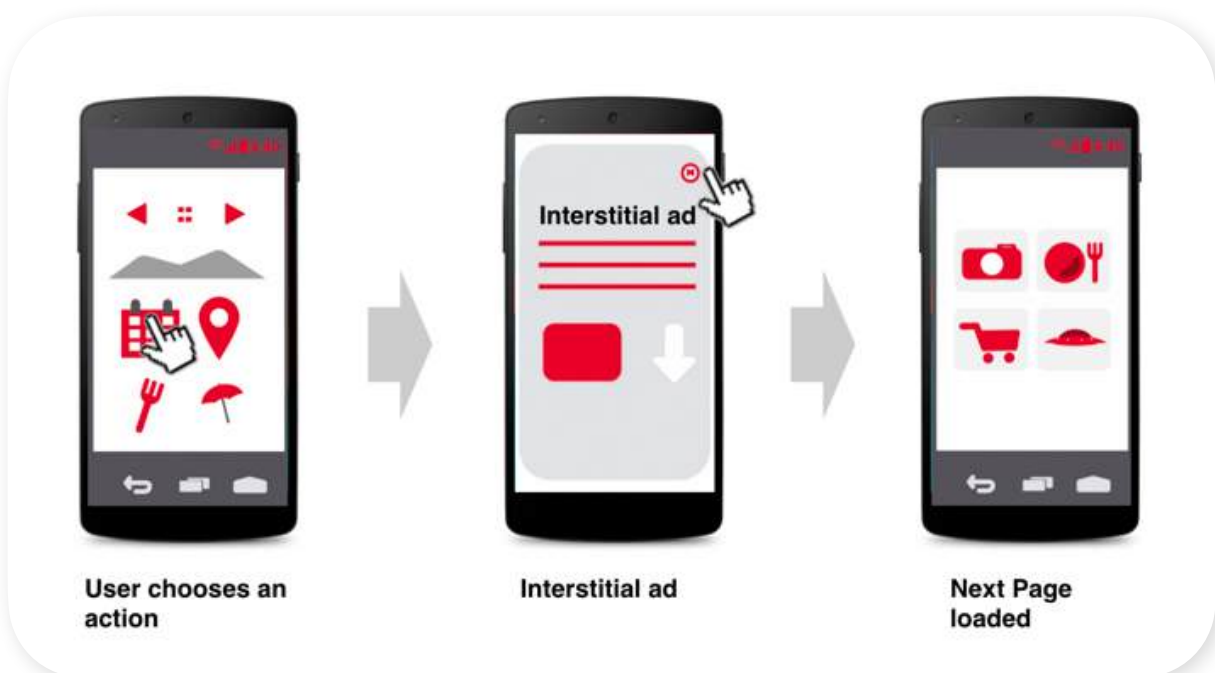 Interstitial ad
User chooses an
action
Interstitial ad
Next Page
loaded